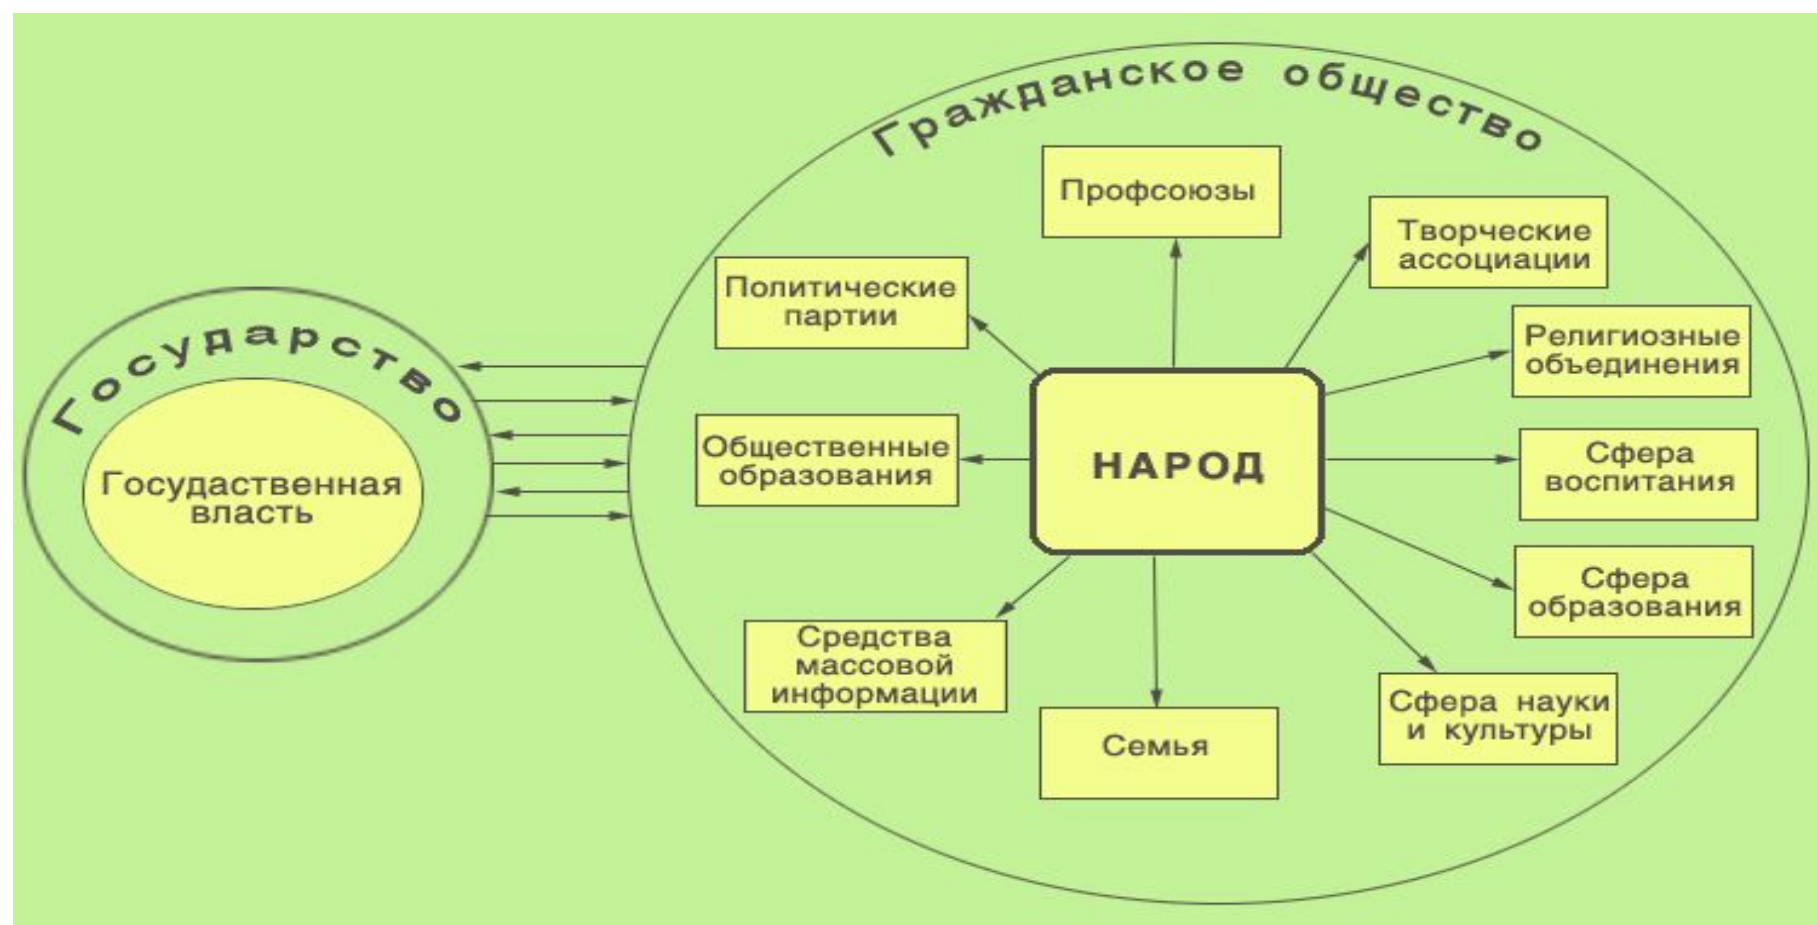 Гражданское общество
Профсоюзы
Творческие
ассоциации
Политические
партии
Религиозные
объединения
Государство
Государственная
власть
Общественные
образования
НАРОД
Сфера
воспитания
Сфера
образования
Средства
массовой
информации
Семья
Сфера науки
и культуры